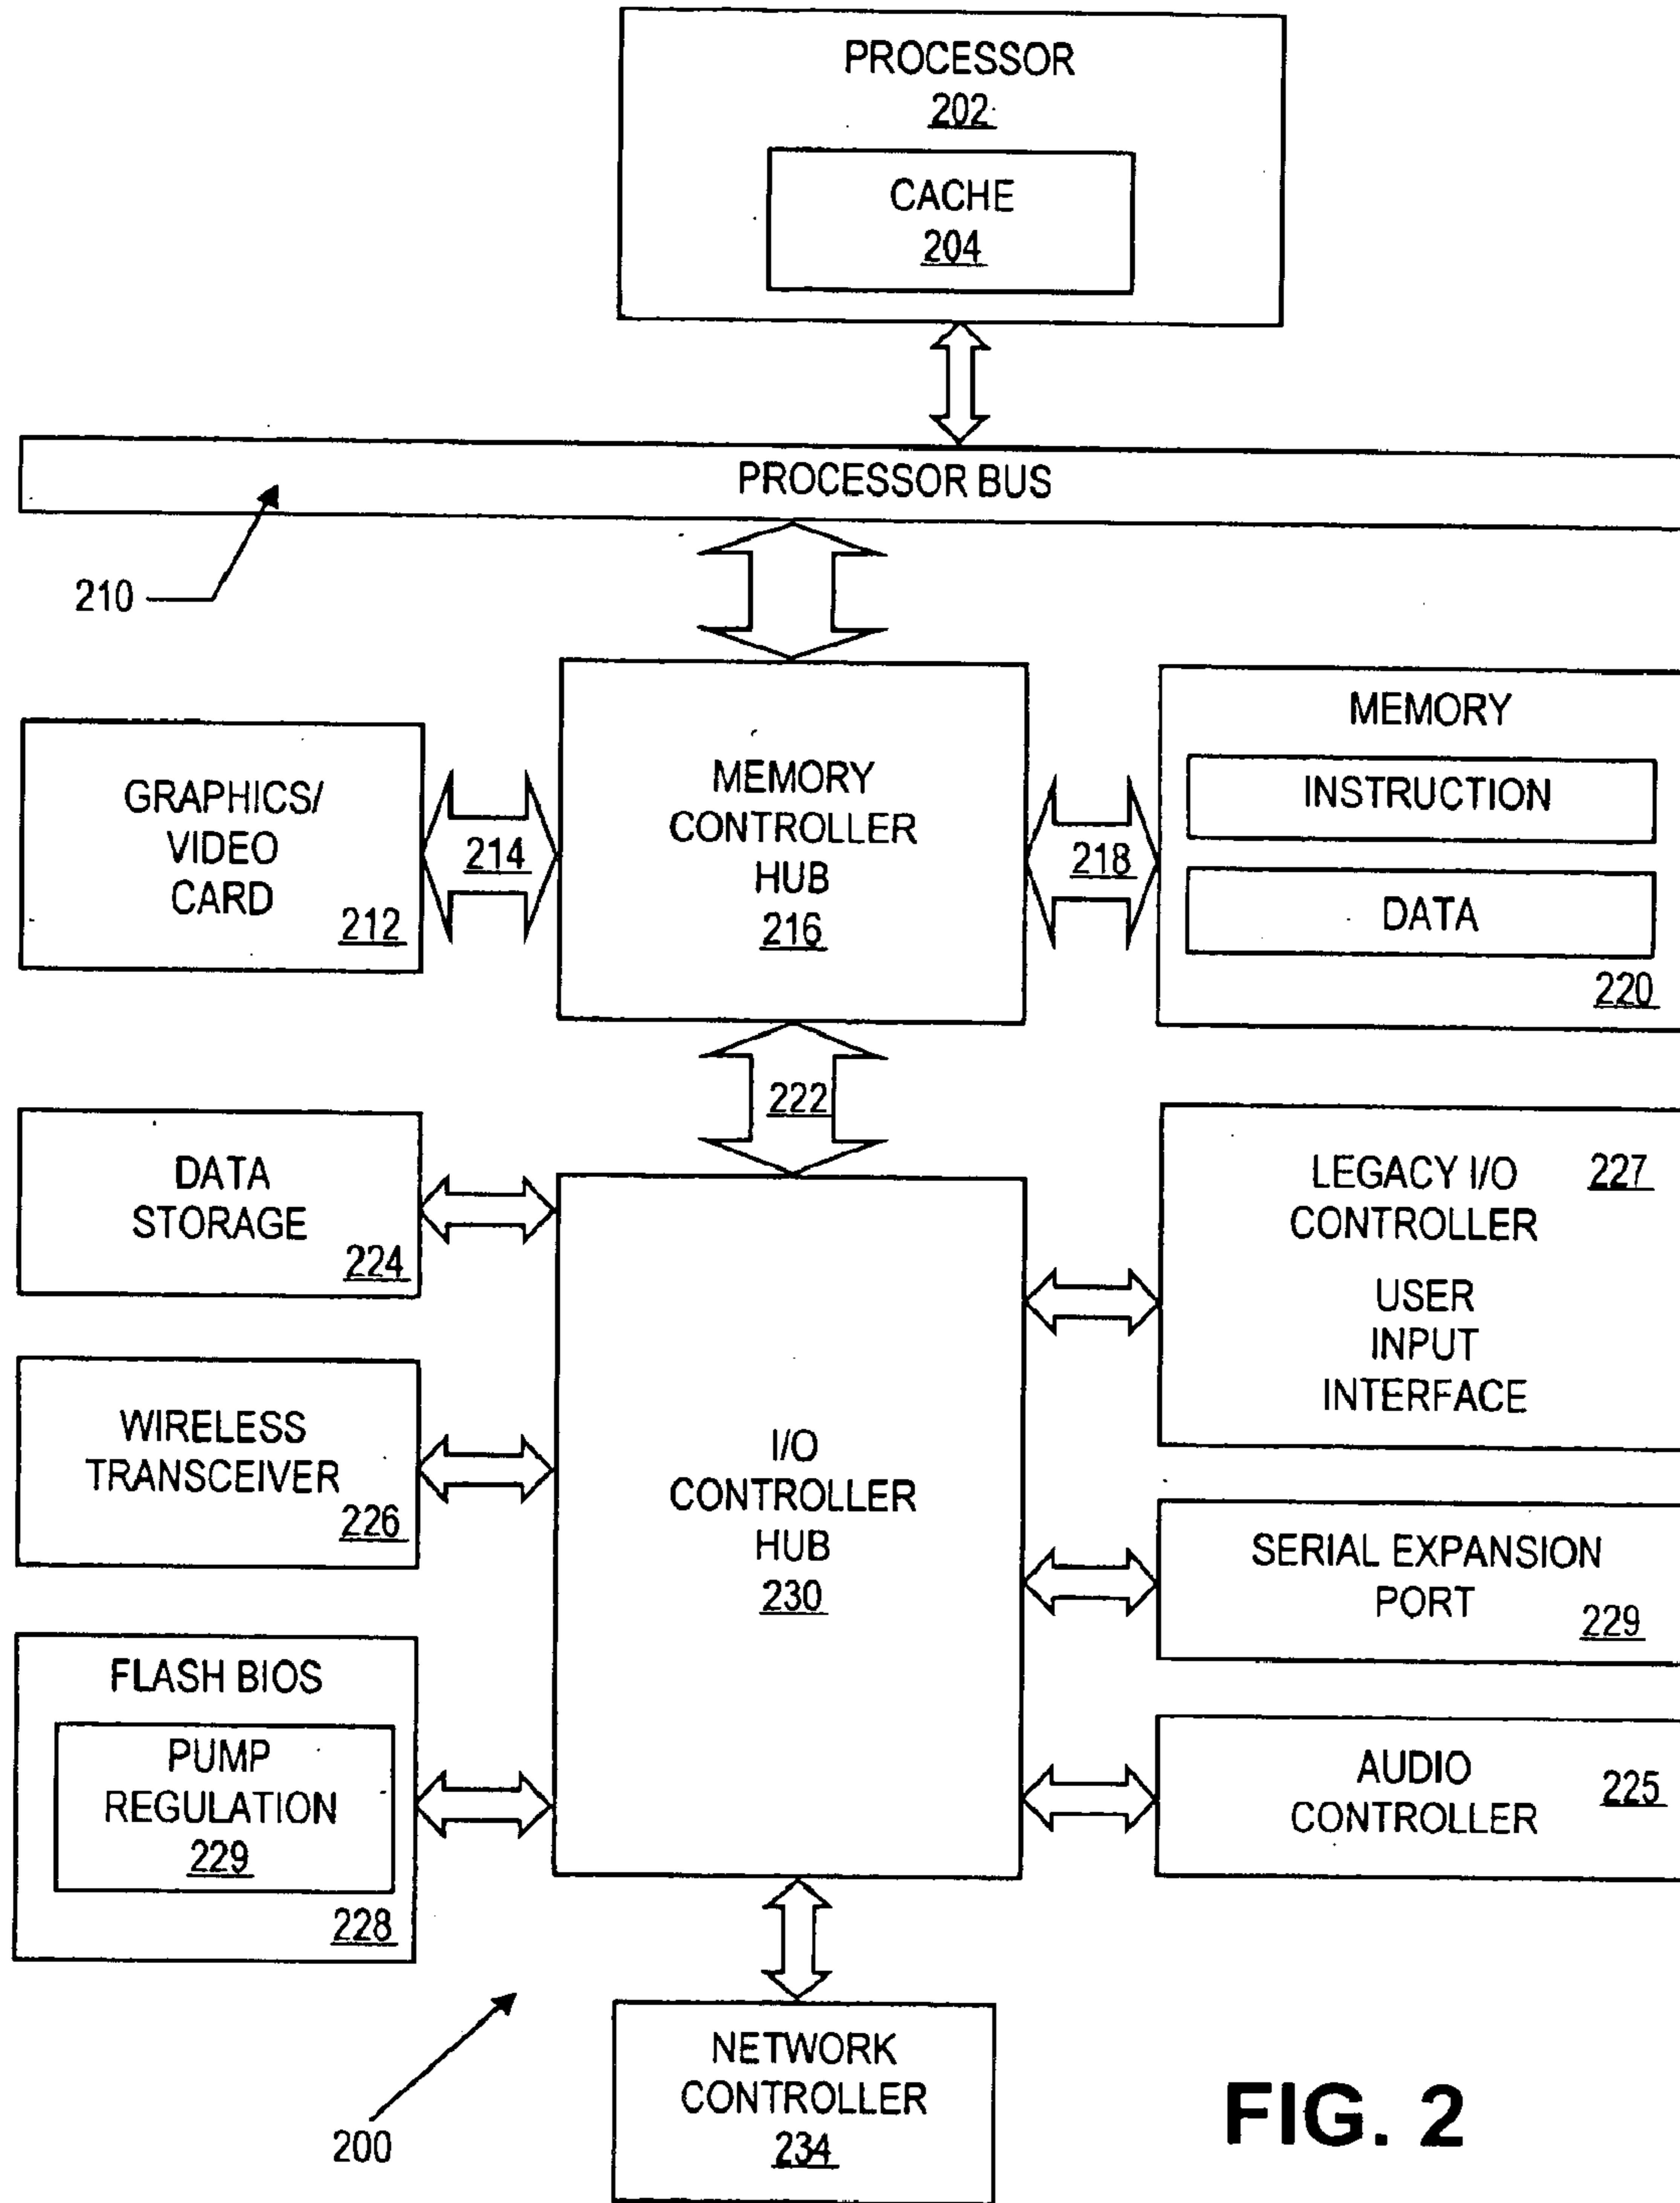 PROCESSOR
202
CACHE
204
PROCESSOR BUS
210
GRAPHICS/
VIDEO
CARD
212
214
MEMORY
CONTROLLER
HUB
216
218
MEMORY
INSTRUCTION
DATA
220
222
DATA
STORAGE
224
WIRELESS
TRANSCEIVER
226
FLASH BIOS
PUMP
REGULATION
229
228
I/O
CONTROLLER
HUB
230
LEGACY I/O
CONTROLLER
227
USER
INPUT
INTERFACE
SERIAL EXPANSION
PORT
229
AUDIO
CONTROLLER
225
NETWORK
CONTROLLER
234
200
FIG. 2